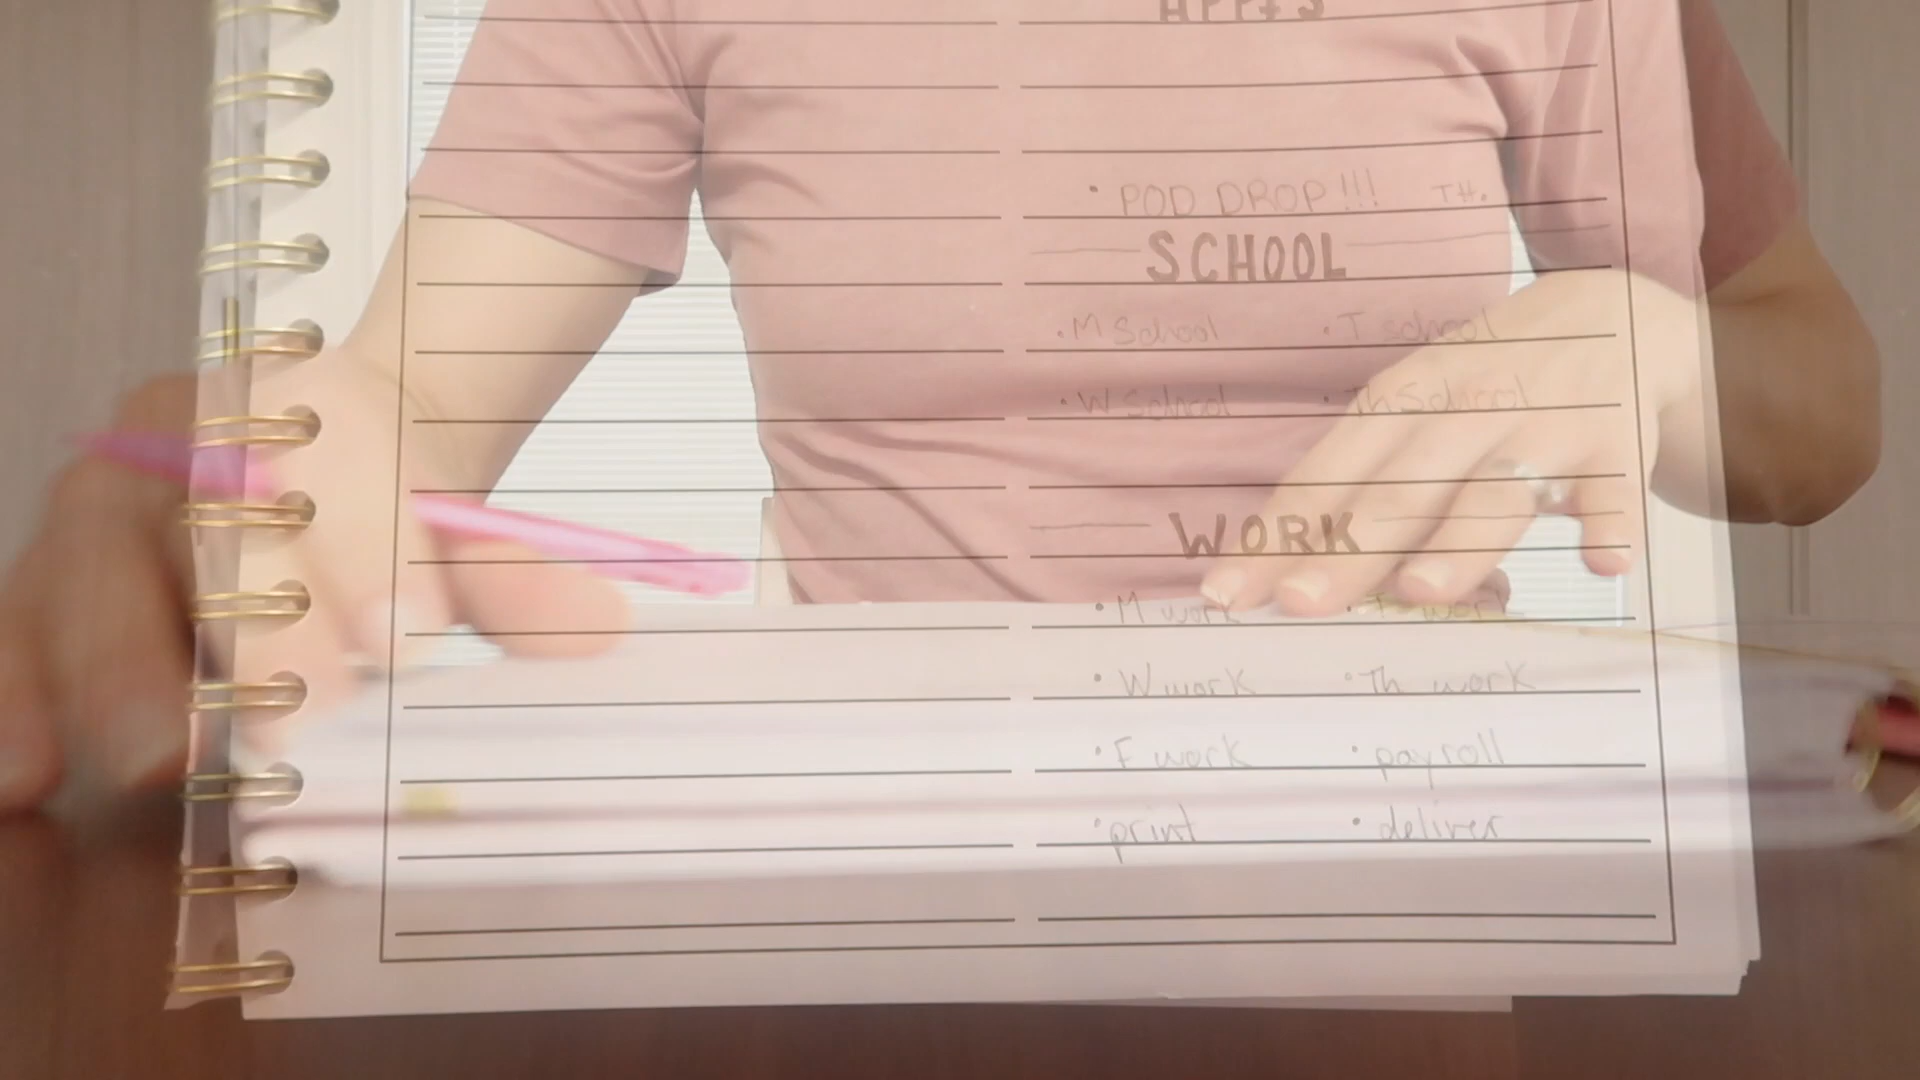 • POD DROP!!! TH.
SCHOOL
• M School • T school
• W School • Th School
WORK
• M work • T work
• W work • Th work
• F work • payroll
• print • deliver